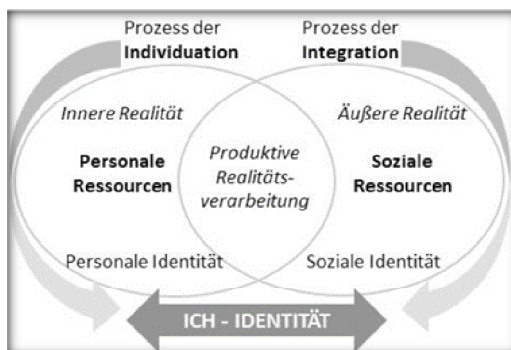 Prozess der
Individuation
Prozess der
Integration
Innere Realität
Äußere Realität
Personale
Ressourcen
Produktive
Realitäts-
verarbeitung
Soziale
Ressourcen
Personale Identität
Soziale Identität
ICH - IDENTITÄT